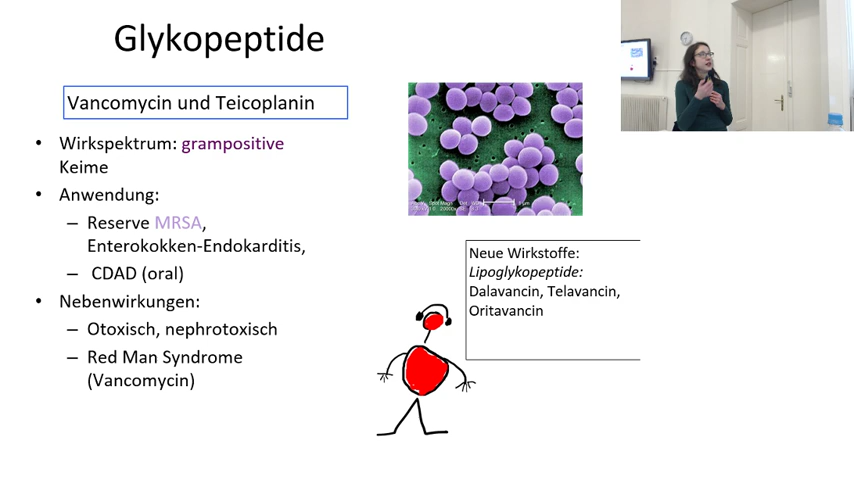 Glykopeptide
Vancomycin und Teicoplanin
• Wirkspektrum: grampositive
Keime
• Anwendung:
– Reserve MRSA,
Enterokokken-Endokarditis,
– CDAD (oral)
• Nebenwirkungen:
– Ototoxisch, nephrotoxisch
– Red Man Syndrome
(Vancomycin)
Neue Wirkstoffe:
Lipoglykopeptide:
Dalavancin, Telavancin,
Oritavancin